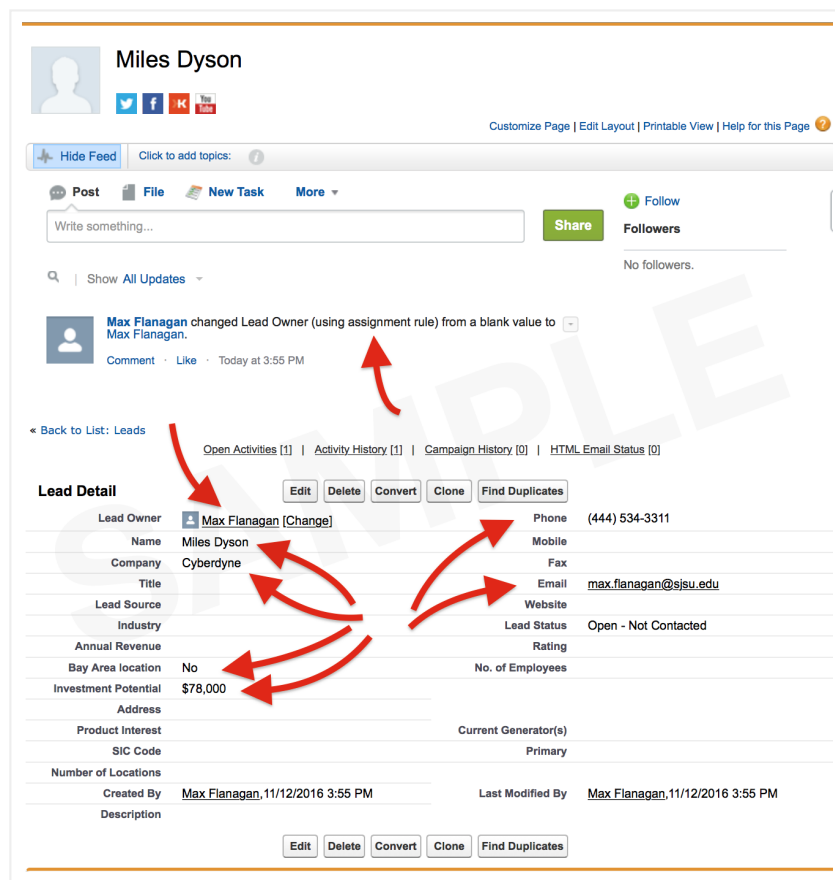 Miles Dyson
You Tube
Customize Page | Edit Layout | Printable View | Help for this Page ?
Hide Feed Click to add topics: i
Post File New Task More
Write something... Share
Follow
Followers
No followers.
Show All Updates
Max Flanagan changed Lead Owner (using assignment rule) from a blank value to
Max Flanagan.
Comment · Like · Today at 3:55 PM
« Back to List: Leads
Open Activities [1] | Activity History [1] | Campaign History [0] | HTML Email Status [0]
Lead Detail Edit Delete Convert Clone Find Duplicates
Lead Owner Max Flanagan [Change] Phone (444) 534-3311
Name Miles Dyson Mobile
Company Cyberdyne Fax
Title Email max.flanagan@sjsu.edu
Lead Source Website
Industry Lead Status Open - Not Contacted
Annual Revenue Rating
Bay Area location No No. of Employees
Investment Potential $78,000
Address
Product Interest Current Generator(s)
SIC Code Primary
Number of Locations
Created By Max Flanagan,11/12/2016 3:55 PM Last Modified By Max Flanagan,11/12/2016 3:55 PM
Description
Edit Delete Convert Clone Find Duplicates
SAMPLE